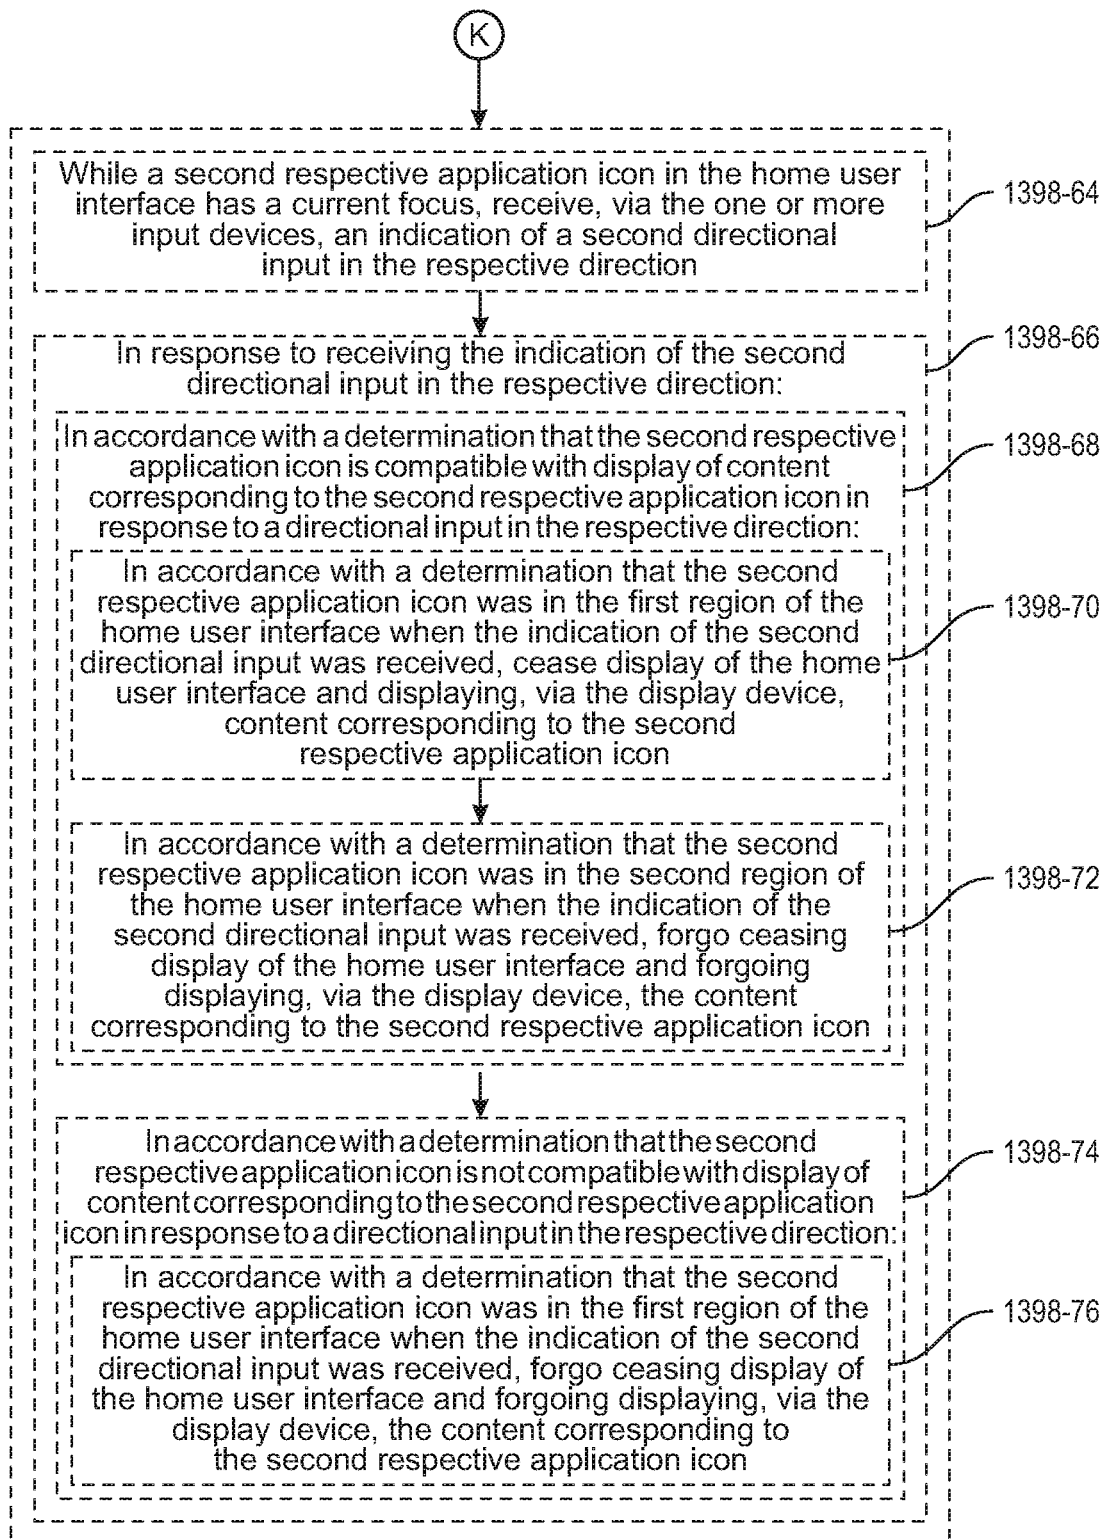 K
While a second respective application icon in the home user
interface has a current focus, receive, via the one or more
input devices, an indication of a second directional
input in the respective direction
1398-64
In response to receiving the indication of the second
directional input in the respective direction:
1398-66
In accordance with a determination that the second respective
application icon is compatible with display of content
corresponding to the second respective application icon in
response to a directional input in the respective direction:
1398-68
In accordance with a determination that the second
respective application icon was in the first region of the
home user interface when the indication of the second
directional input was received, cease display of the home
user interface and displaying, via the display device,
content corresponding to the second
respective application icon
1398-70
In accordance with a determination that the second
respective application icon was in the second region of
the home user interface when the indication of the
second directional input was received, forgo ceasing
display of the home user interface and forgoing
displaying, via the display device, the content
corresponding to the second respective application icon
1398-72
In accordance with a determination that the second
respective application icon is not compatible with display of
content corresponding to the second respective application
icon in response to a directional input in the respective direction:
1398-74
In accordance with a determination that the second
respective application icon was in the first region of the
home user interface when the indication of the second
directional input was received, forgo ceasing display of
the home user interface and forgoing displaying, via the
display device, the content corresponding to
the second respective application icon
1398-76